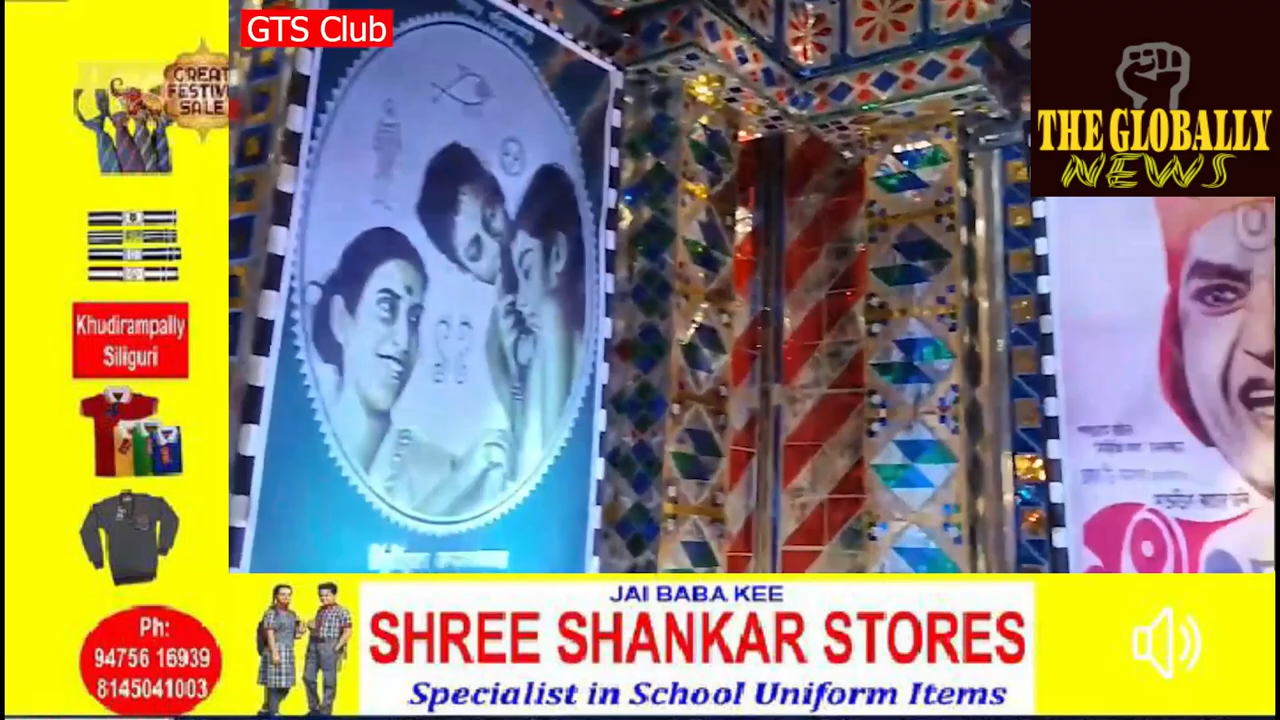 GTS Club
GREAT
FESTIV
SALE
THE GLOBALLY
NEWS
Khudirampally
Siliguri
Ph:
94756 16939
8145041003
JAI BABA KEE
SHREE SHANKAR STORES
Specialist in School Uniform Items